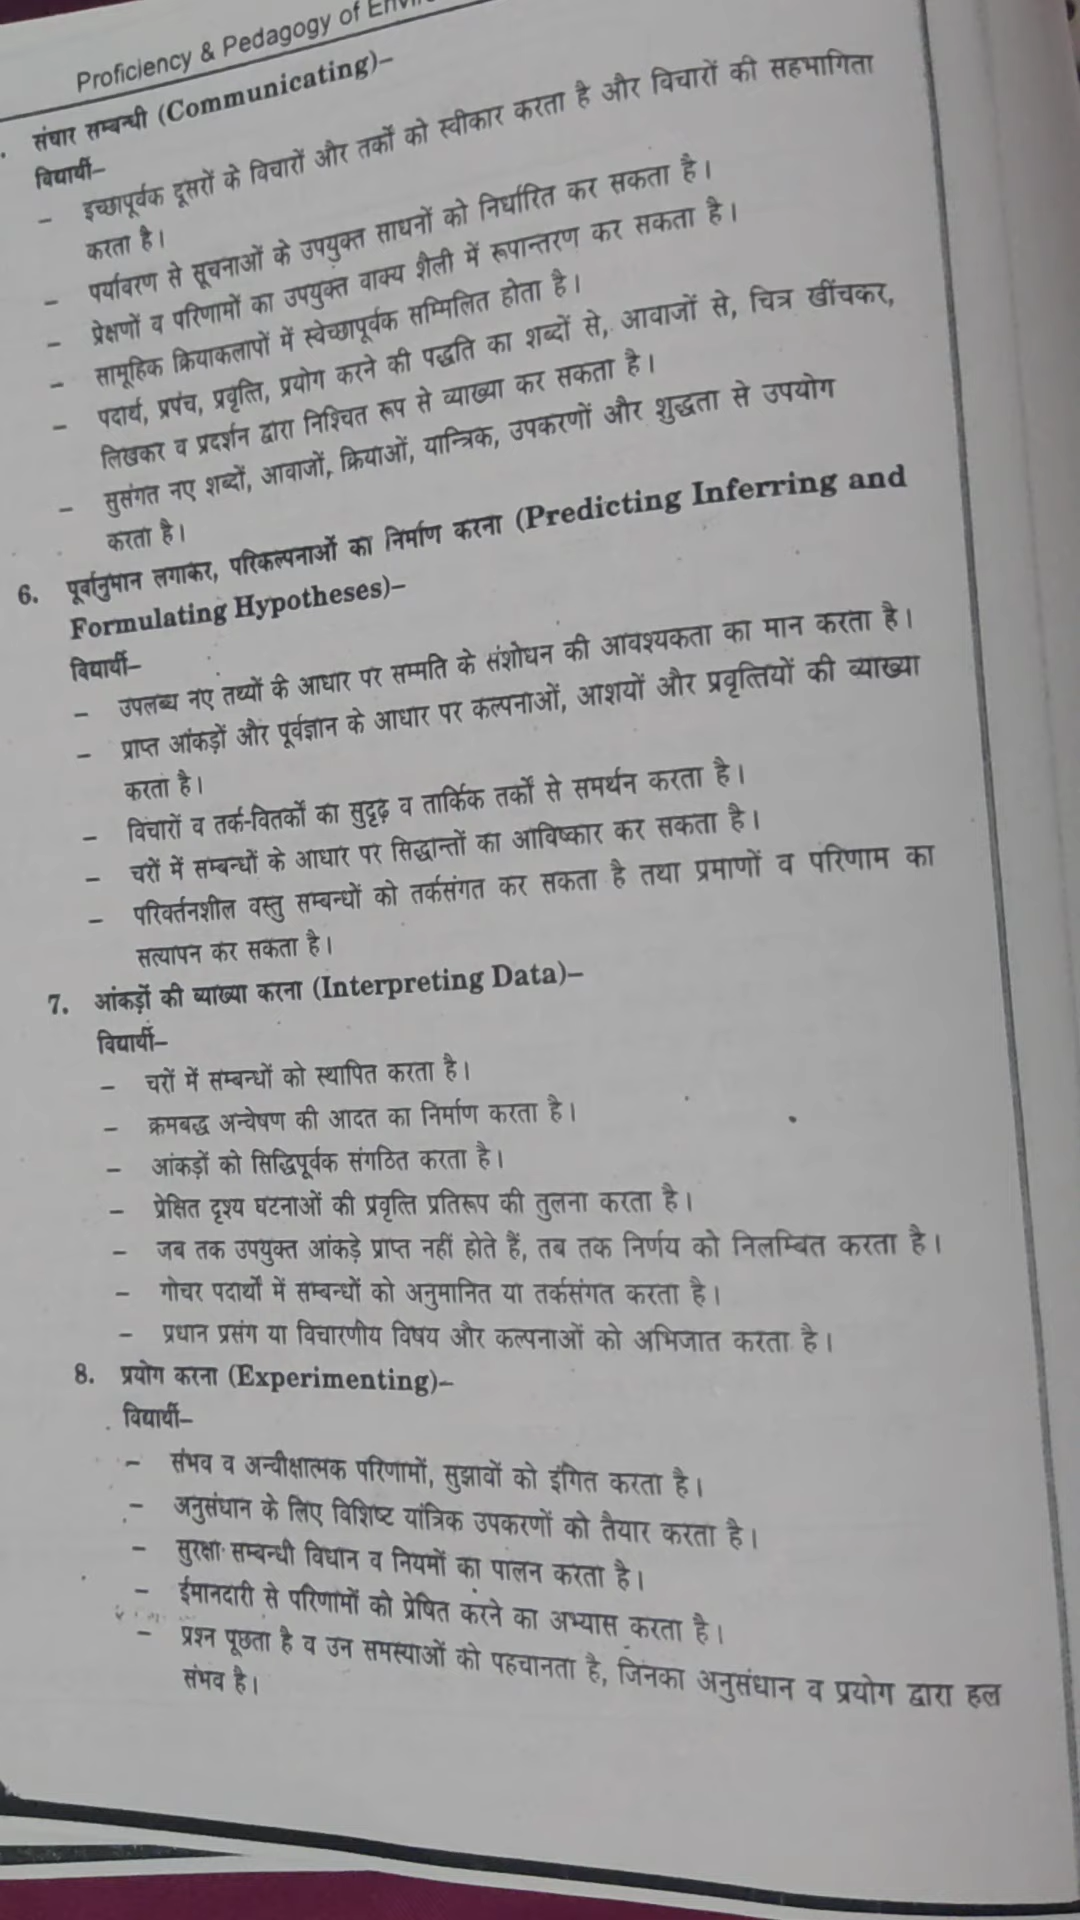 Proficiency & Pedagogy of
संचार सम्बन्धी (Communicating)–
विद्यार्थी–
– इच्छापूर्वक दूसरों के विचारों और तर्कों को स्वीकार करता है और विचारों की सहभागिता
करता है।
– पर्यावरण से सूचनाओं के उपयुक्त साधनों को निर्धारित कर सकता है।
– प्रेक्षणों व परिणामों का उपयुक्त वाक्य शैली में रूपान्तरण कर सकता है।
– सामूहिक क्रियाकलापों में स्वेच्छापूर्वक सम्मिलित होता है।
– पदार्थ, प्रपंच, प्रवृत्ति, प्रयोग करने की पद्धति का शब्दों से, आवाजों से, चित्र खींचकर,
लिखकर व प्रदर्शन द्वारा निश्चित रूप से व्याख्या कर सकता है।
– सुसंगत नए शब्दों, आवाजों, क्रियाओं, यान्त्रिक, उपकरणों और शुद्धता से उपयोग
करता है।
6. पूर्वानुमान लगाकर, परिकल्पनाओं का निर्माण करना (Predicting Inferring and
Formulating Hypotheses)–
विद्यार्थी–
– उपलब्ध नए तथ्यों के आधार पर सम्मति के संशोधन की आवश्यकता का मान करता है।
– प्राप्त आंकड़ों और पूर्वज्ञान के आधार पर कल्पनाओं, आशयों और प्रवृत्तियों की व्याख्या
करता है।
– विचारों व तर्क-वितर्कों का सुदृढ़ व तार्किक तर्कों से समर्थन करता है।
– चरों में सम्बन्धों के आधार पर सिद्धान्तों का आविष्कार कर सकता है।
– परिवर्तनशील वस्तु सम्बन्धों को तर्कसंगत कर सकता है तथा प्रमाणों व परिणाम का
सत्यापन कर सकता है।
7. आंकड़ों की व्याख्या करना (Interpreting Data)–
विद्यार्थी–
– चरों में सम्बन्धों को स्थापित करता है।
– क्रमबद्ध अन्वेषण की आदत का निर्माण करता है।
– आंकड़ों को सिद्धिपूर्वक संगठित करता है।
– प्रेक्षित दृश्य घटनाओं की प्रवृत्ति प्रतिरूप की तुलना करता है।
– जब तक उपयुक्त आंकड़े प्राप्त नहीं होते हैं, तब तक निर्णय को निलम्बित करता है।
– गोचर पदार्थों में सम्बन्धों को अनुमानित या तर्कसंगत करता है।
– प्रधान प्रसंग या विचारणीय विषय और कल्पनाओं को अभिजात करता है।
8. प्रयोग करना (Experimenting)–
विद्यार्थी–
– संभव व अन्वीक्षात्मक परिणामों, सुझावों को इंगित करता है।
– अनुसंधान के लिए विशिष्ट यांत्रिक उपकरणों को तैयार करता है।
– सुरक्षा सम्बन्धी विधान व नियमों का पालन करता है।
– ईमानदारी से परिणामों को प्रेषित करने का अभ्यास करता है।
– प्रश्न पूछता है व उन समस्याओं को पहचानता है, जिनका अनुसंधान व प्रयोग द्वारा हल
संभव है।